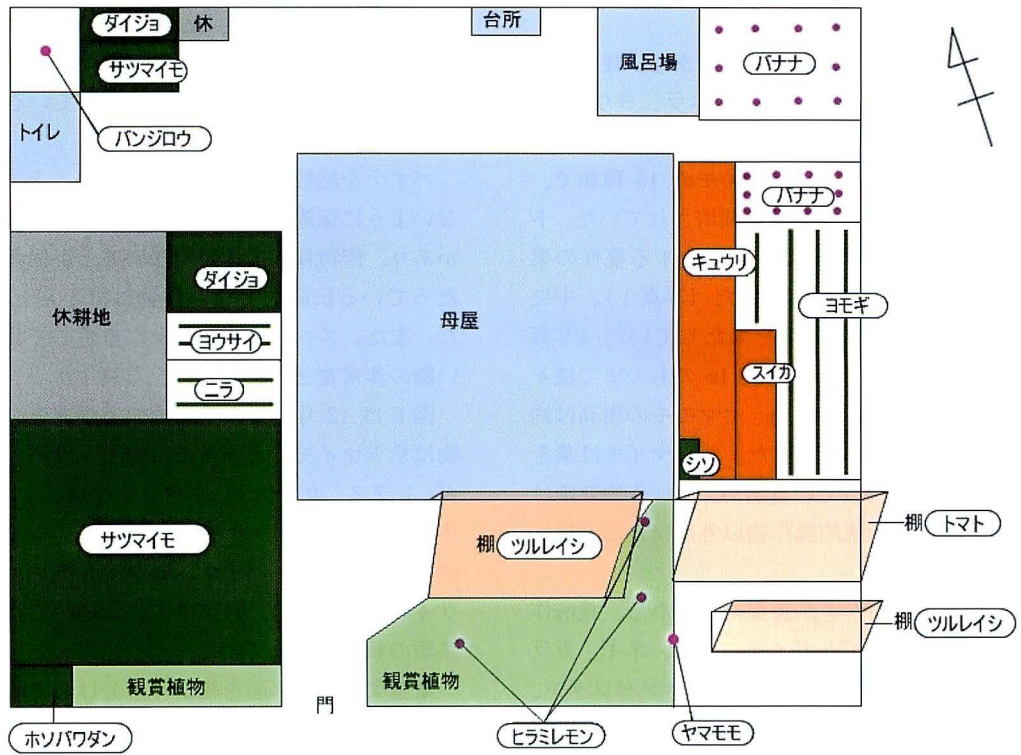 ダイジョ
休
台所
サツマイモ
風呂場
バナナ
トイレ
バンジロウ
バナナ
キュウリ
ダイジョ
ヨモギ
休耕地
母屋
ヨウサイ
スイカ
ニラ
シソ
棚 トマト
サツマイモ
棚 ツルレイシ
棚 ツルレイシ
観賞植物
観賞植物
門
ホソバワダン
ヒラミレモン
ヤマモモ